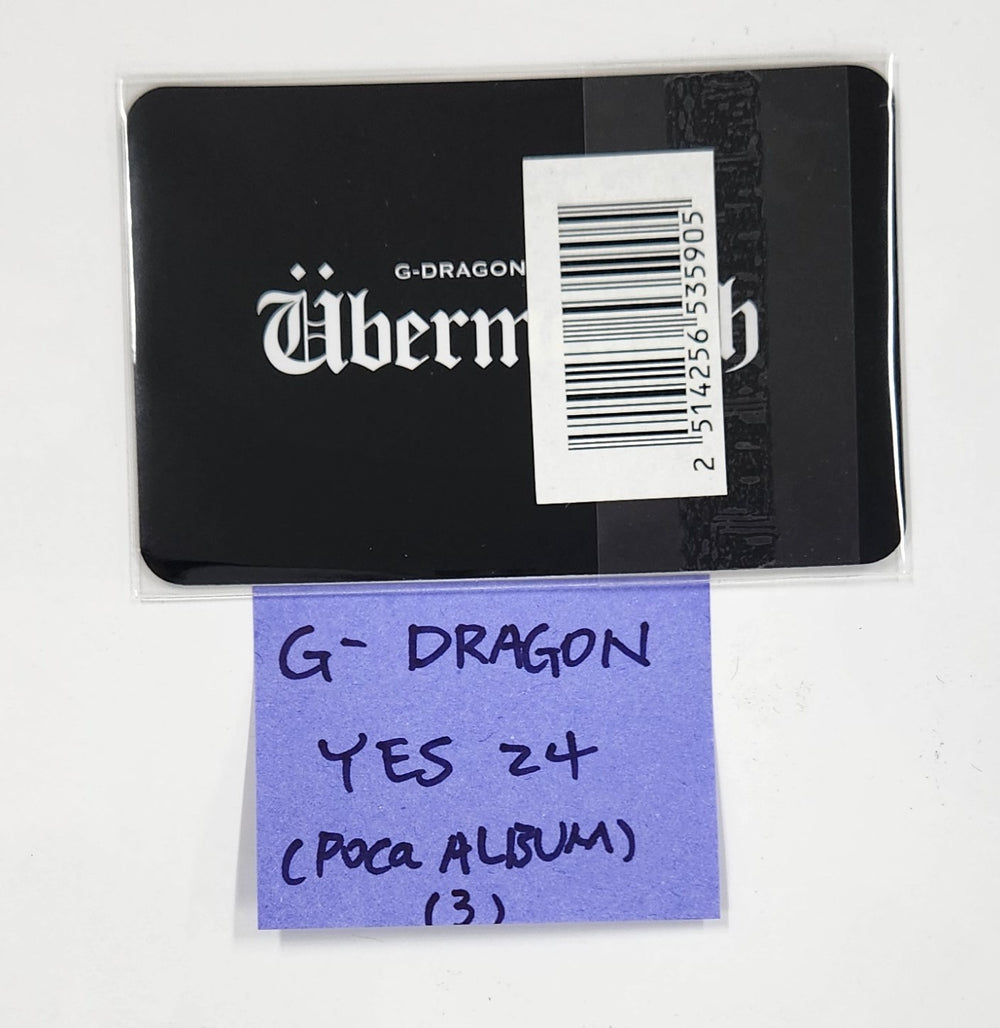 G-DRAGON
Überm h
2 514256 535905
G- DRAGON
YES 24
(POCA ALBUM)
(3)